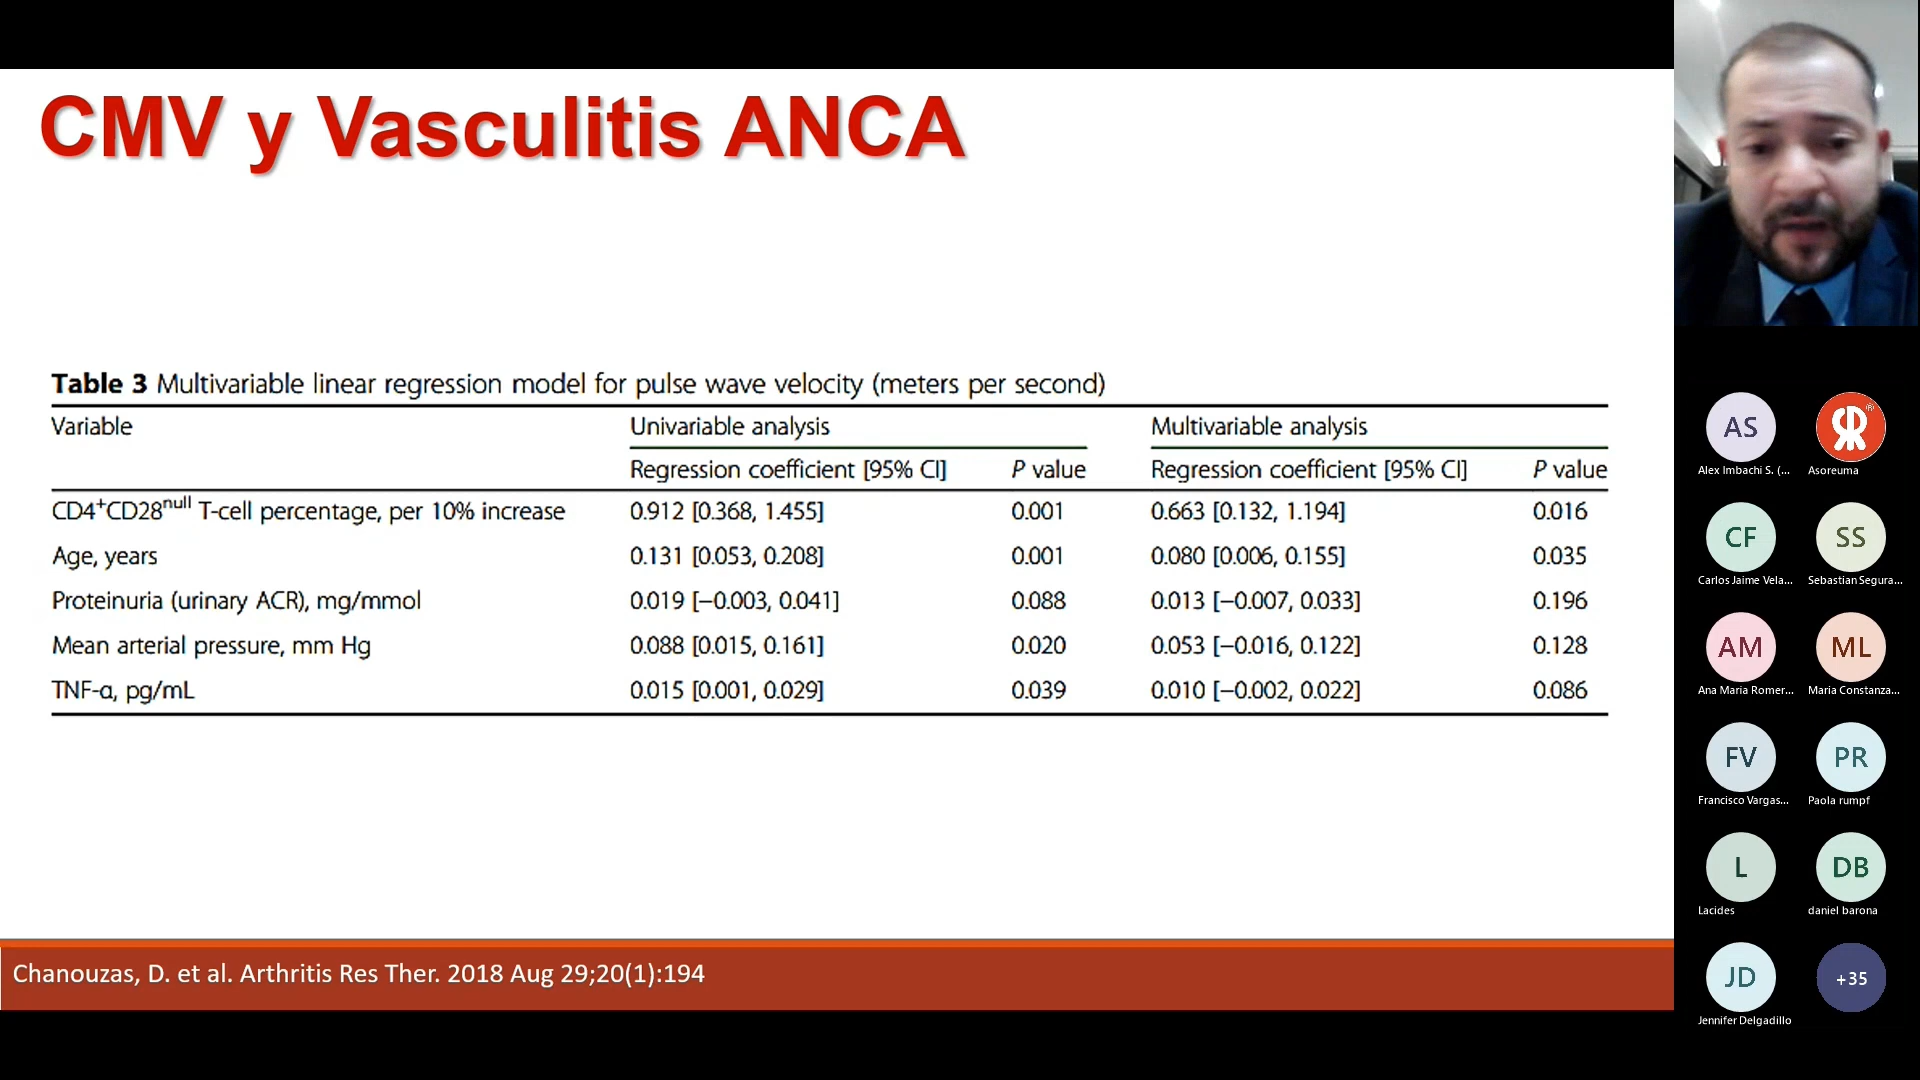 CMV y Vasculitis ANCA
Table 3 Multivariable linear regression model for pulse wave velocity (meters per second)
Variable Univariable analysis Multivariable analysis
Regression coefficient [95% CI] P value Regression coefficient [95% CI] P value
CD4+CD28null T-cell percentage, per 10% increase 0.912 [0.368, 1.455] 0.001 0.663 [0.132, 1.194] 0.016
Age, years 0.131 [0.053, 0.208] 0.001 0.080 [0.006, 0.155] 0.035
Proteinuria (urinary ACR), mg/mmol 0.019 [−0.003, 0.041] 0.088 0.013 [−0.007, 0.033] 0.196
Mean arterial pressure, mm Hg 0.088 [0.015, 0.161] 0.020 0.053 [−0.016, 0.122] 0.128
TNF-α, pg/mL 0.015 [0.001, 0.029] 0.039 0.010 [−0.002, 0.022] 0.086
Chanouzas, D. et al. Arthritis Res Ther. 2018 Aug 29;20(1):194
AS ®
Alex Imbachi S. (... Asoreuma
CF SS
Carlos Jaime Vela... Sebastian Segura...
AM ML
Ana Maria Romer... Maria Constanza...
FV PR
Francisco Vargas... Paola rumpf
L DB
Lacides daniel barona
JD +35
Jennifer Delgadillo